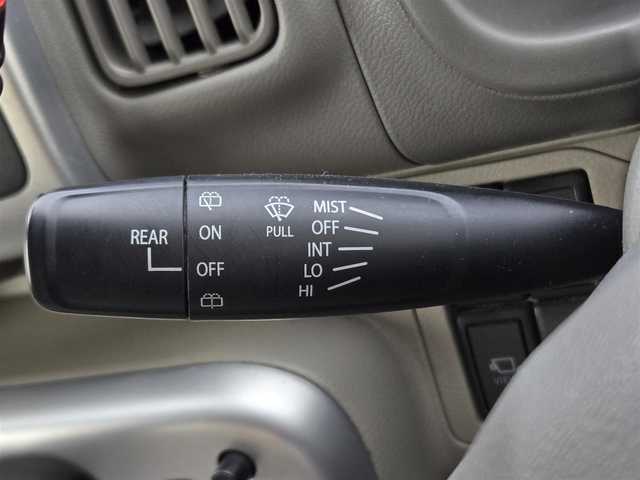 REAR
ON
OFF
PULL
MIST
OFF
INT
LO
HI